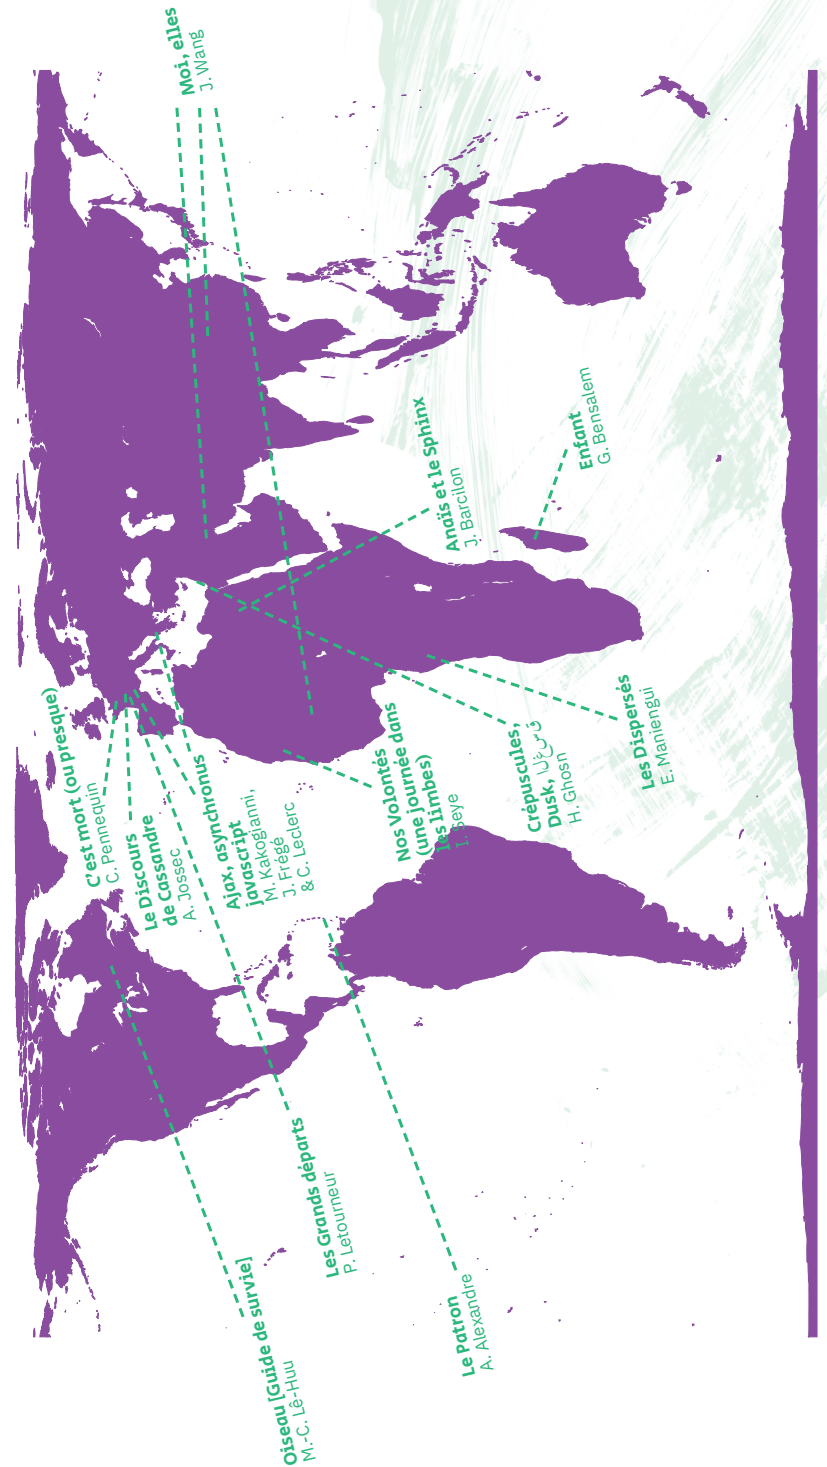 Moi, elles
J. Wang
Anaïs et le Sphinx
J. Barcilon
Enfant
G. Bensalem
C’est mort (ou presque)
C. Pennequin
Le Discours
de Cassandre
A. Jossec
Ajax, asynchronus
javascript
M. Kakogianni,
J. Frégé
& C. Leclerc
Nos Volontés
(une journée dans
les limbes)
I. Seye
Crépuscules,
Dusk,
H. Ghosn
Les Dispersés
E. Maniengui
Les Grands départs
P. Letourneur
Oiseau [Guide de survie]
M.-C. Lê-Huu
Le Patron
A. Alexandre